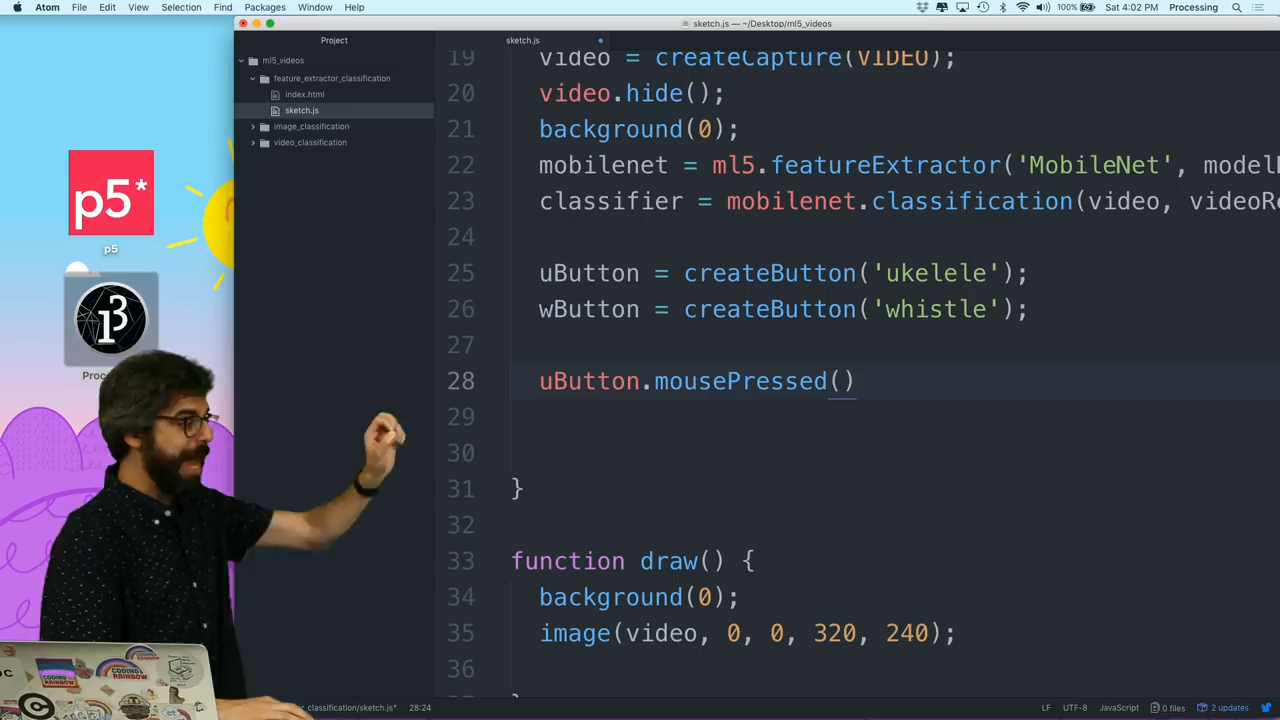 Atom File Edit View Selection Find Packages Window Help
100% Sat 4:02 PM Processing
sketch.js — ~/Desktop/ml5_videos
Project
sketch.js
ml5_videos
feature_extractor_classification
index.html
sketch.js
image_classification
video_classification
p5*
p5
19 video = createCapture(VIDEO);
20 video.hide();
21 background(0);
22 mobilenet = ml5.featureExtractor('MobileNet', model
23 classifier = mobilenet.classification(video, videoRe
24
25 uButton = createButton('ukelele');
26 wButton = createButton('whistle');
27
28 uButton.mousePressed()
29
30
31 }
32
33 function draw() {
34 background(0);
35 image(video, 0, 0, 320, 240);
36
CODING
RAINBOW
classification/sketch.js* 28:24
LF UTF-8 JavaScript 0 files 2 updates